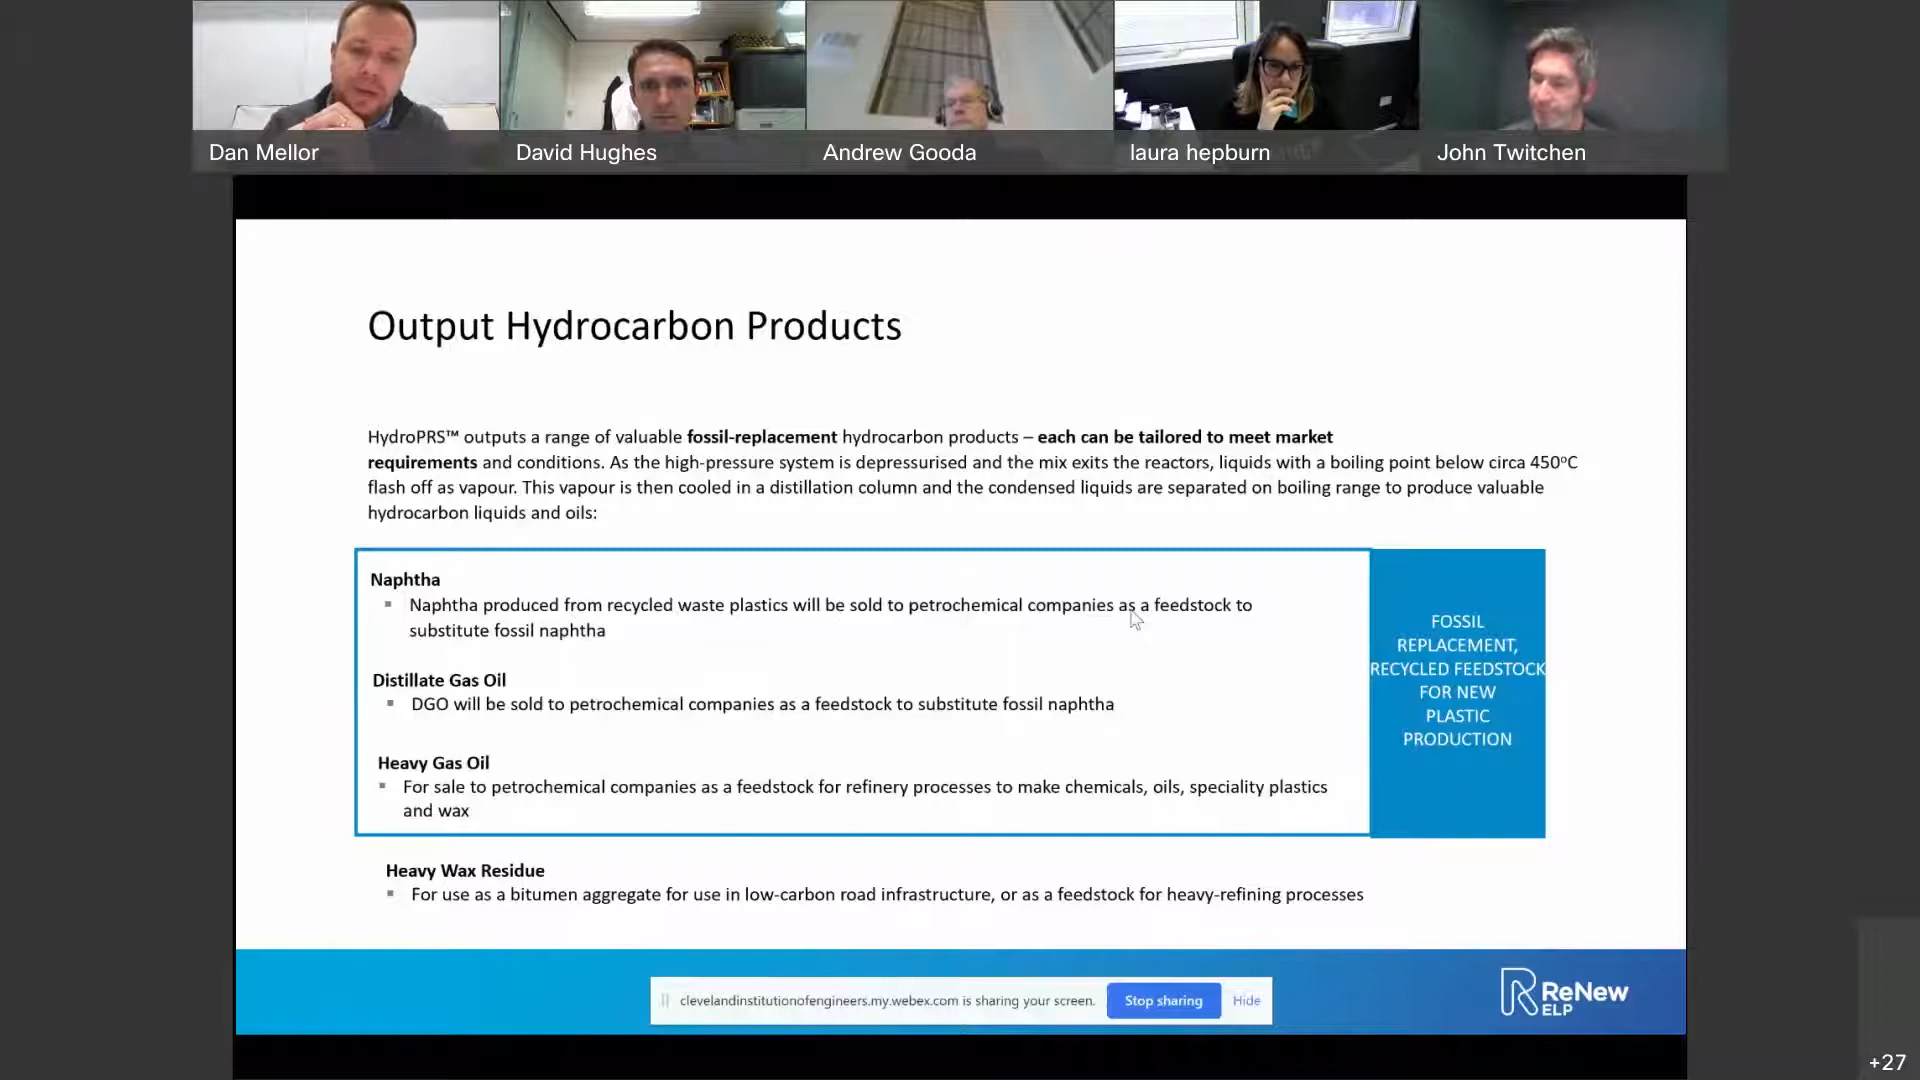 Dan Mellor
David Hughes
Andrew Gooda
laura hepburn
John Twitchen
Output Hydrocarbon Products
HydroPRS™ outputs a range of valuable fossil-replacement hydrocarbon products – each can be tailored to meet market
requirements and conditions. As the high-pressure system is depressurised and the mix exits the reactors, liquids with a boiling point below circa 450ºC
flash off as vapour. This vapour is then cooled in a distillation column and the condensed liquids are separated on boiling range to produce valuable
hydrocarbon liquids and oils:
Naphtha
▪ Naphtha produced from recycled waste plastics will be sold to petrochemical companies as a feedstock to
substitute fossil naphtha
Distillate Gas Oil
▪ DGO will be sold to petrochemical companies as a feedstock to substitute fossil naphtha
Heavy Gas Oil
▪ For sale to petrochemical companies as a feedstock for refinery processes to make chemicals, oils, speciality plastics
and wax
FOSSIL
REPLACEMENT,
RECYCLED FEEDSTOCK
FOR NEW
PLASTIC
PRODUCTION
Heavy Wax Residue
▪ For use as a bitumen aggregate for use in low-carbon road infrastructure, or as a feedstock for heavy-refining processes
clevelandinstitutionofengineers.my.webex.com is sharing your screen.
Stop sharing
Hide
ReNew
ELP
+27